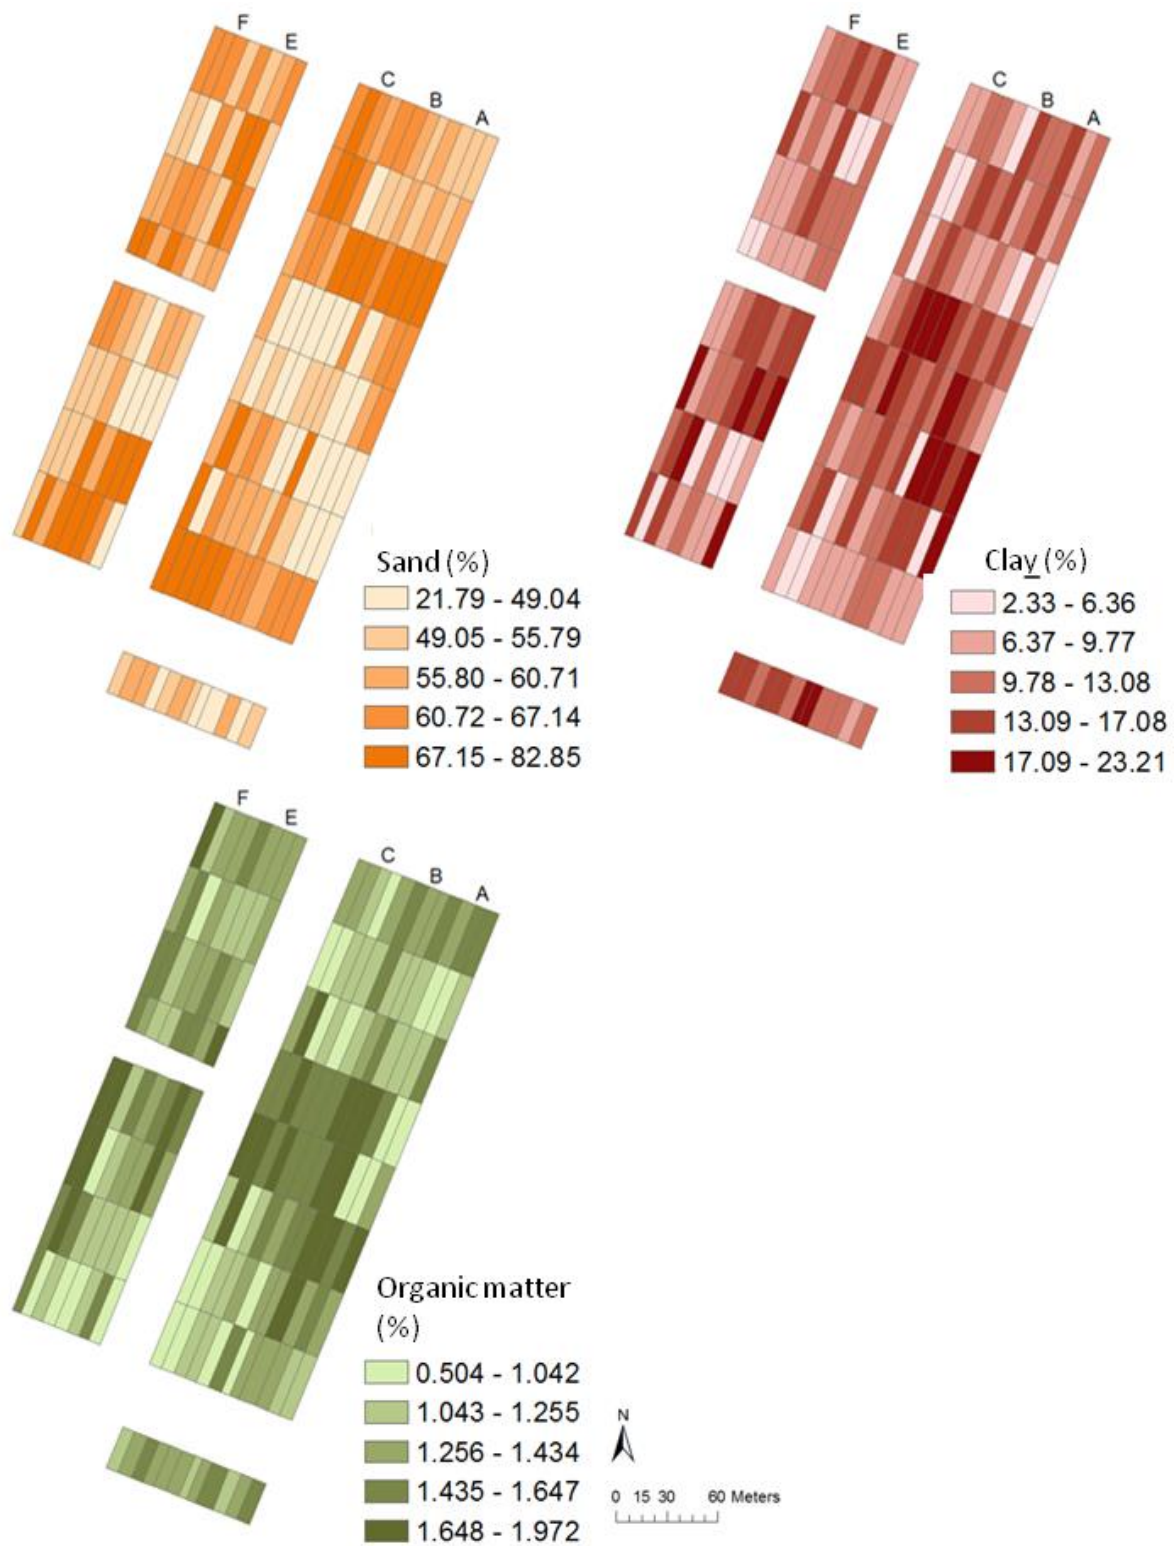 F
E
C
B
A
Sand (%)
21.79 - 49.04
49.05 - 55.79
55.80 - 60.71
60.72 - 67.14
67.15 - 82.85
F
E
C
B
A
Clay (%)
2.33 - 6.36
6.37 - 9.77
9.78 - 13.08
13.09 - 17.08
17.09 - 23.21
F
E
C
B
A
Organic matter
(%)
0.504 - 1.042
1.043 - 1.255
1.256 - 1.434
1.435 - 1.647
1.648 - 1.972
N
0 15 30 60 Meters